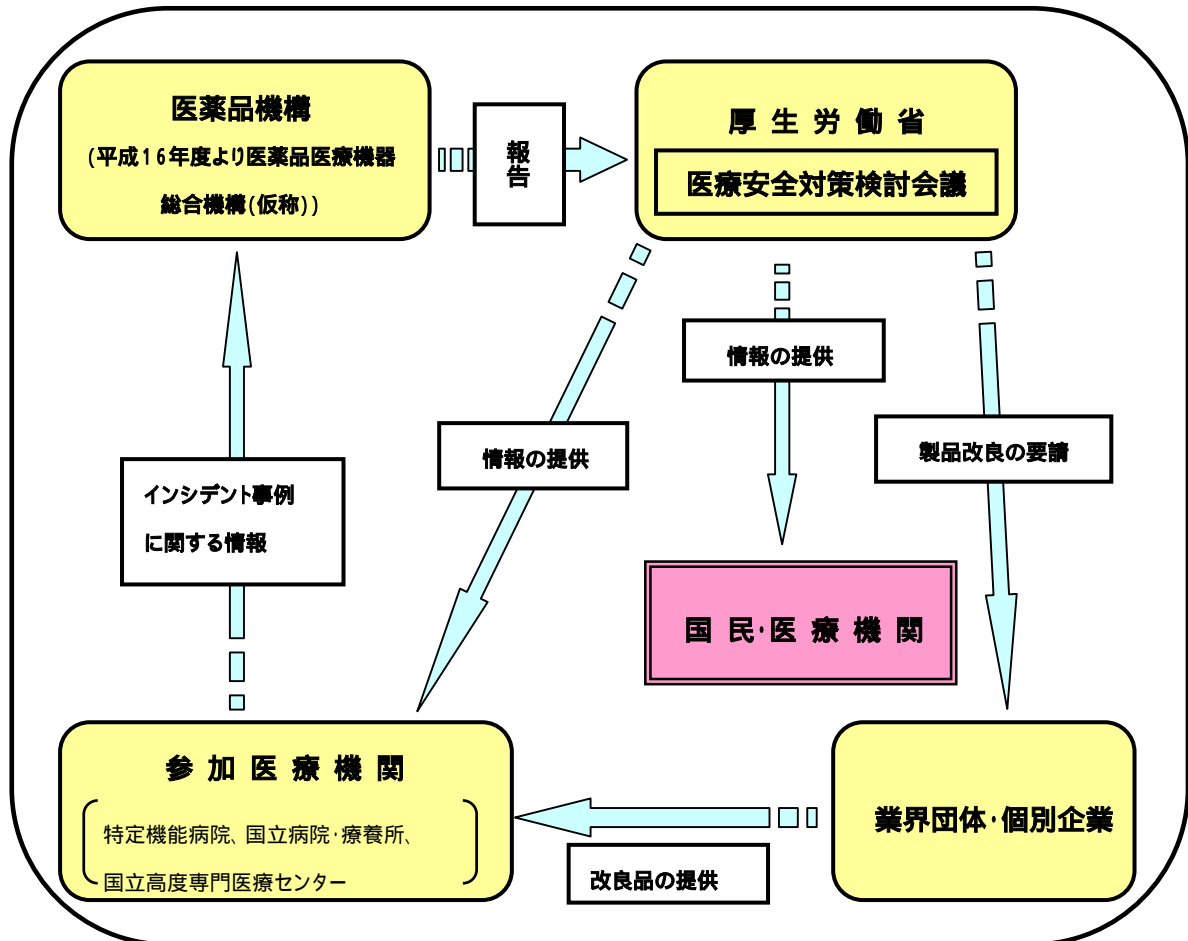 医薬品機構
(平成16年度より医薬品医療機器
総合機構(仮称))
報告
厚生労働省
医療安全対策検討会議
情報の提供
情報の提供
製品改良の要請
インシデント事例
に関する情報
国民・医療機関
参加医療機関
特定機能病院、国立病院・療養所、
国立高度専門医療センター
改良品の提供
業界団体・個別企業